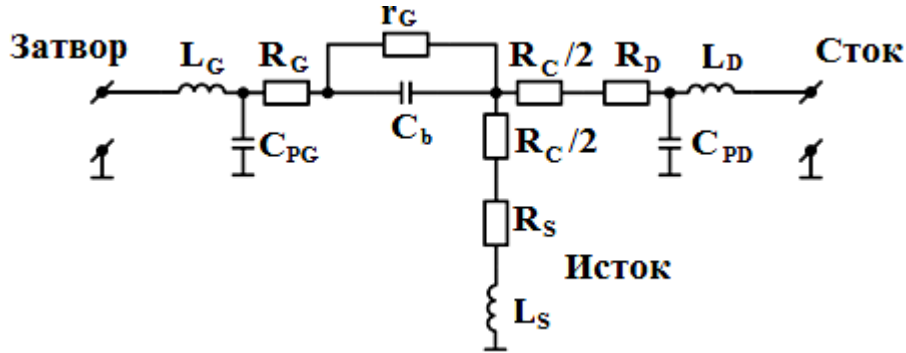 r_G
Затвор L_G R_G R_C/2 R_D L_D Сток
C_PG C_b R_C/2 C_PD
R_S
Исток
L_S